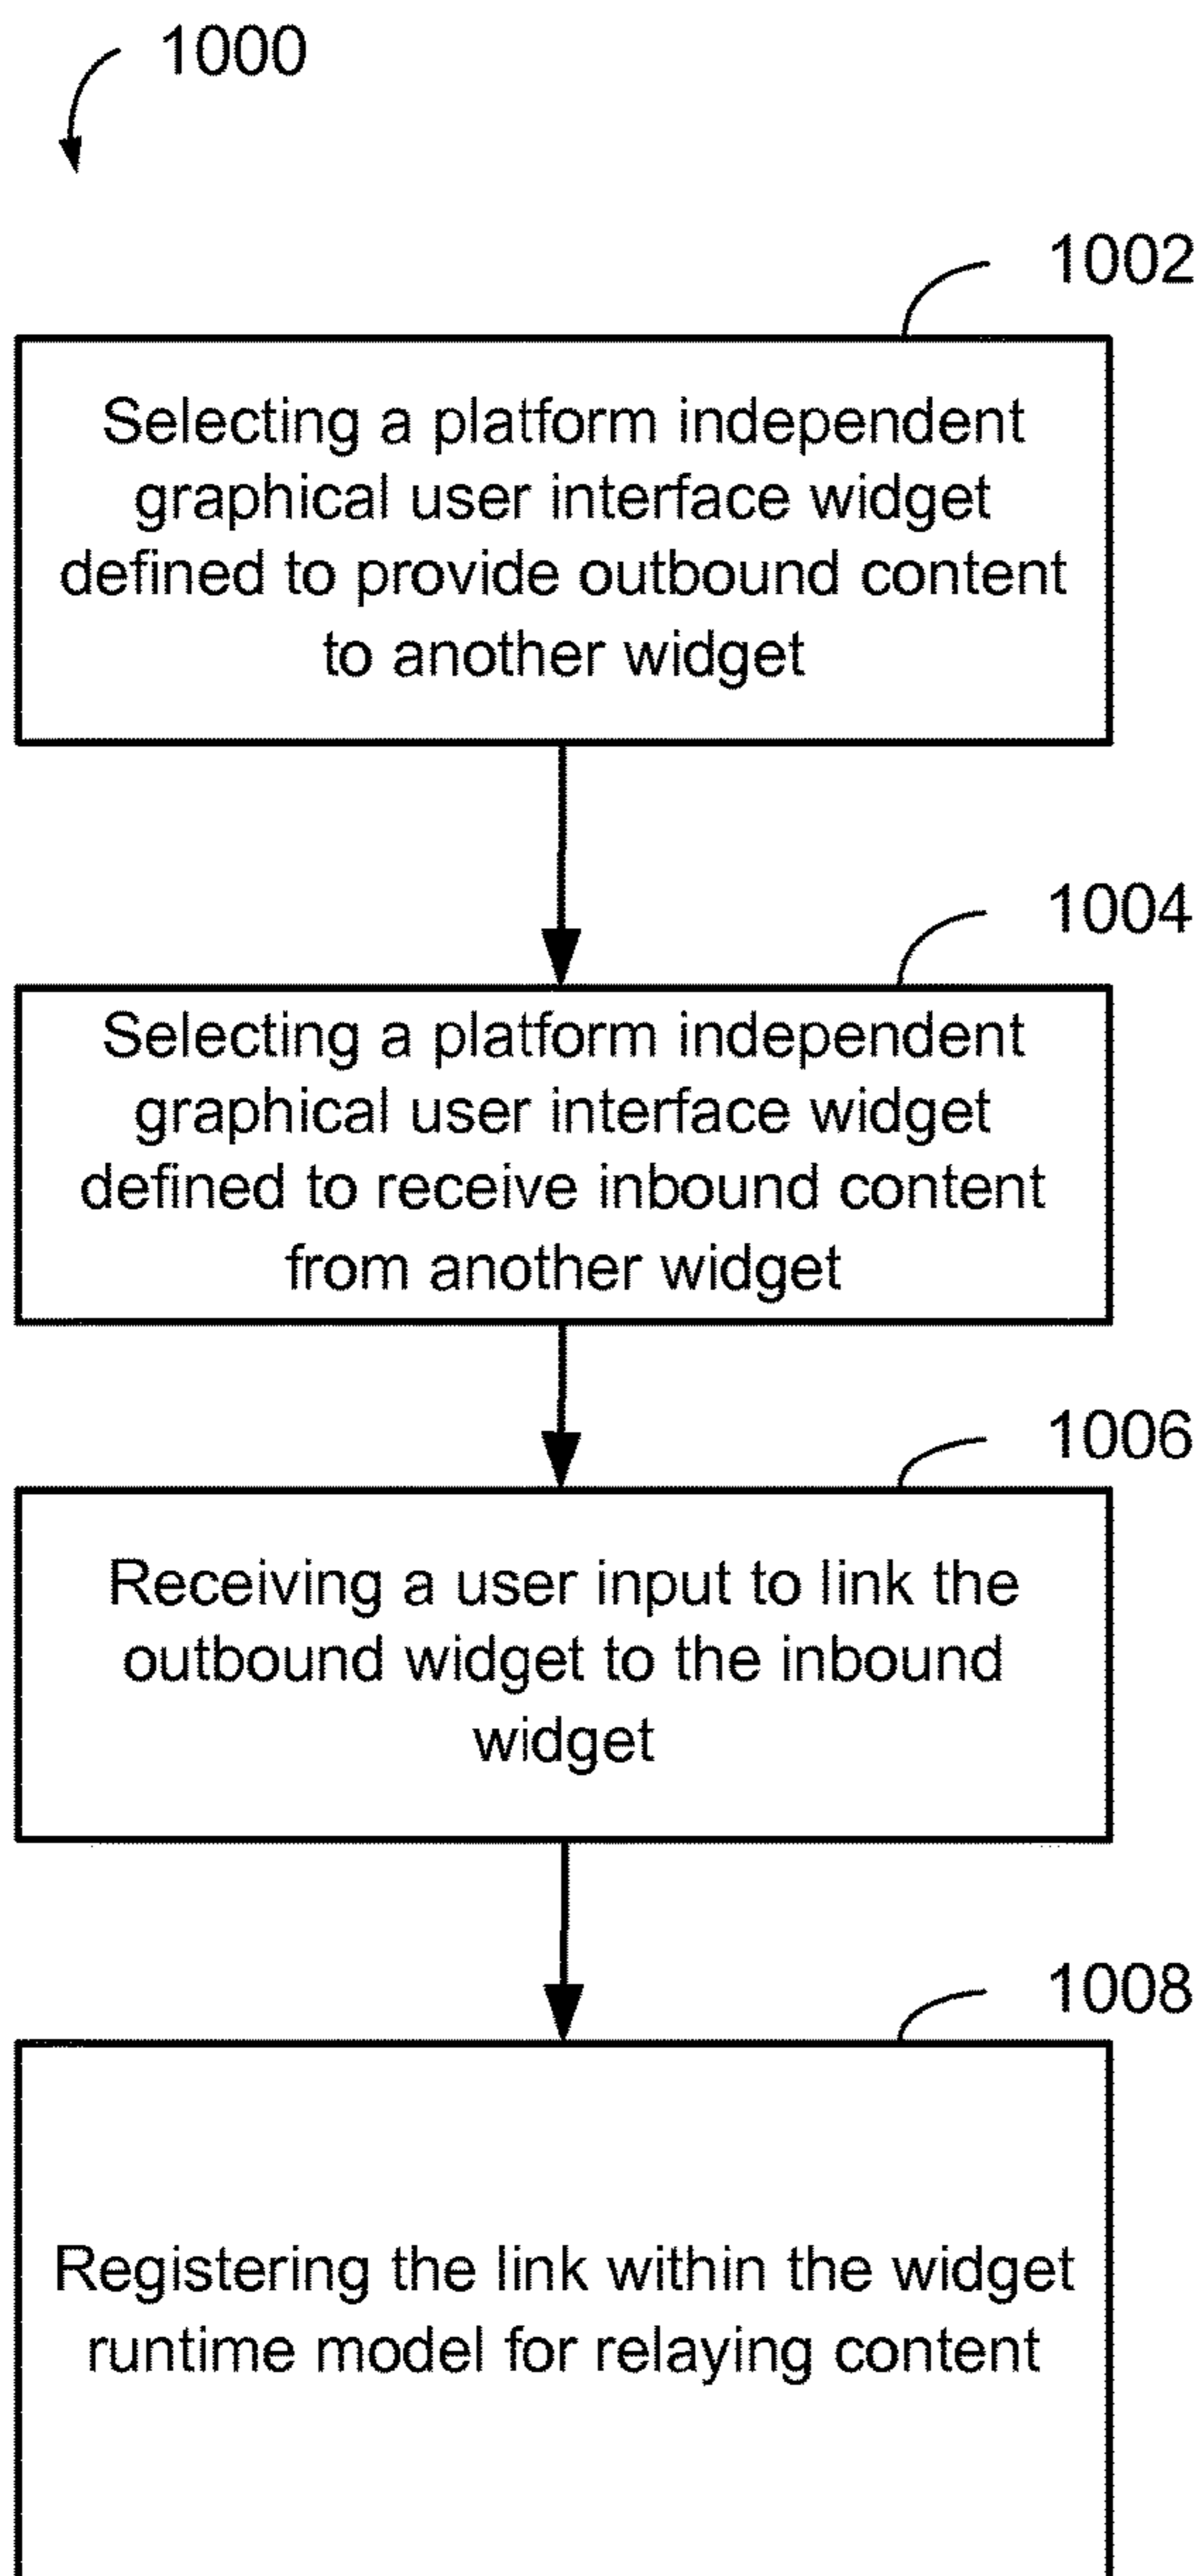 1000
1002
Selecting a platform independent
graphical user interface widget
defined to provide outbound content
to another widget
1004
Selecting a platform independent
graphical user interface widget
defined to receive inbound content
from another widget
1006
Receiving a user input to link the
outbound widget to the inbound
widget
1008
Registering the link within the widget
runtime model for relaying content